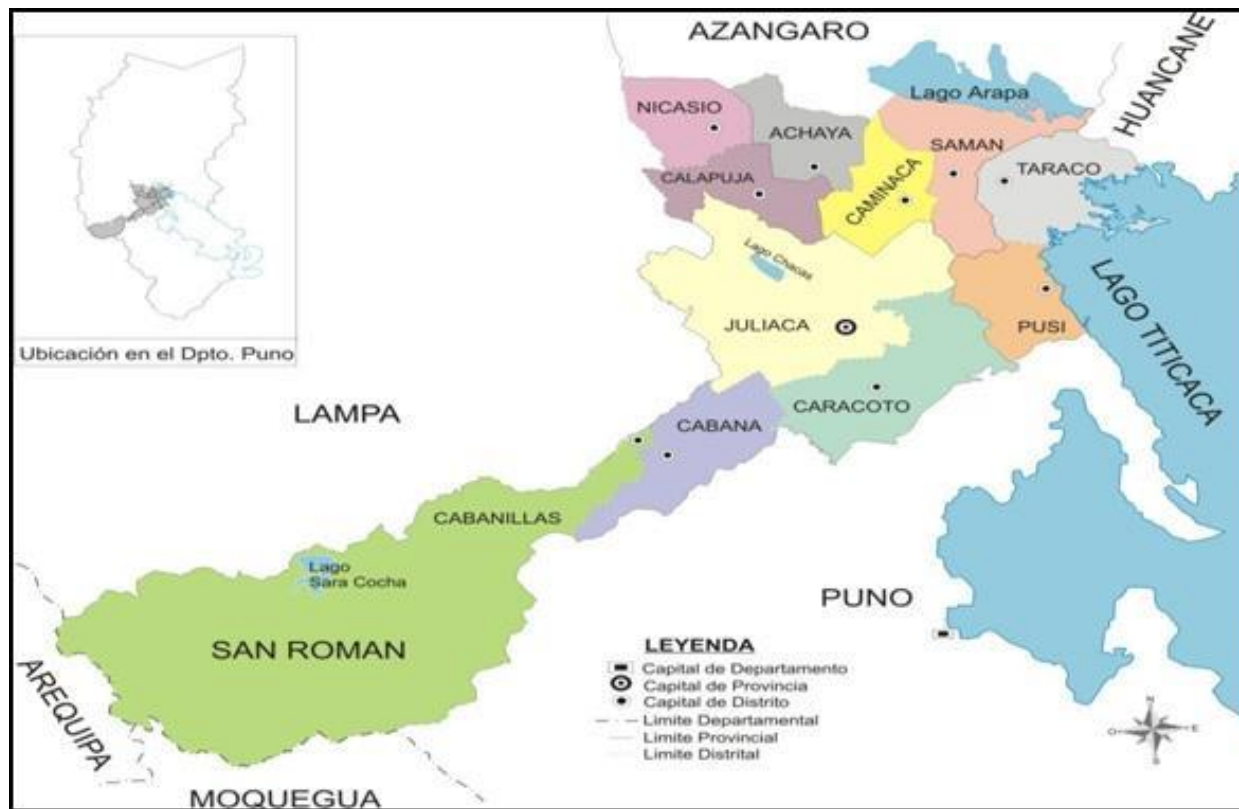 AZANGARO
HUANCANE
Lago Arapa
NICASIO
ACHAYA
SAMAN
TARACO
CALAPUJA
CAMINACA
Lago Chacas
LAGO TITICACA
JULIACA
PUSI
Ubicación en el Dpto. Puno
LAMPA
CARACOTO
CABANA
CABANILLAS
Lago
Sara Cocha
PUNO
SAN ROMAN
AREQUIPA
MOQUEGUA
LEYENDA
Capital de Departamento
Capital de Provincia
Capital de Distrito
Limite Departamental
Limite Provincial
Limite Distrital
N
O
E
S